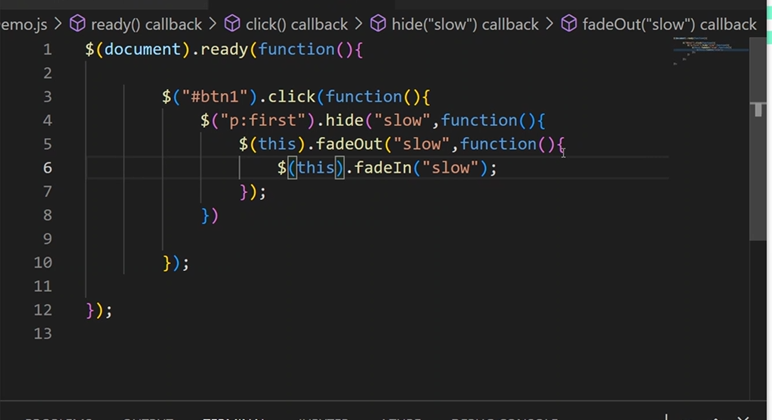 emo.js > ready() callback > click() callback > hide("slow") callback > fadeOut("slow") callback
1 $(document).ready(function(){
2
3 $("#btn1").click(function(){
4 $("p:first").hide("slow",function(){
5 $(this).fadeOut("slow",function(){
6 $(this).fadeIn("slow");
7 });
8 })
9
10 });
11
12 });
13